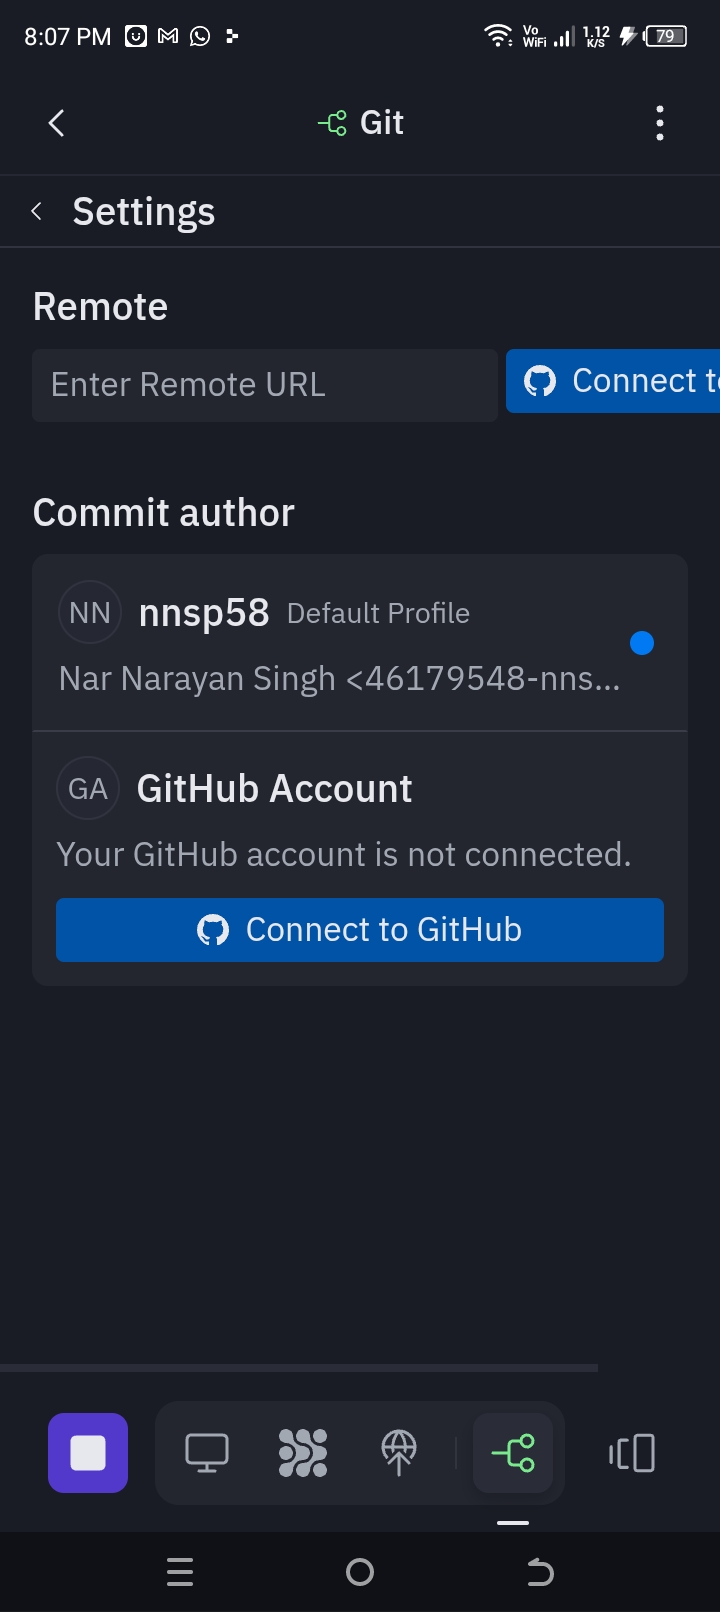 8:07 PM
Vo
WiFi
1.12
K/S
79
Git
Settings
Remote
Enter Remote URL
Connect to
Commit author
NN
nnsp58 Default Profile
Nar Narayan Singh <46179548-nns...
GA
GitHub Account
Your GitHub account is not connected.
Connect to GitHub